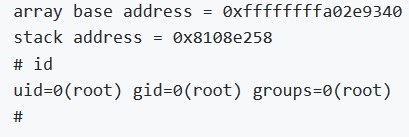 array base address = 0xffffffffa02e9340
stack address = 0x8108e258
# id
uid=0(root) gid=0(root) groups=0(root)
#